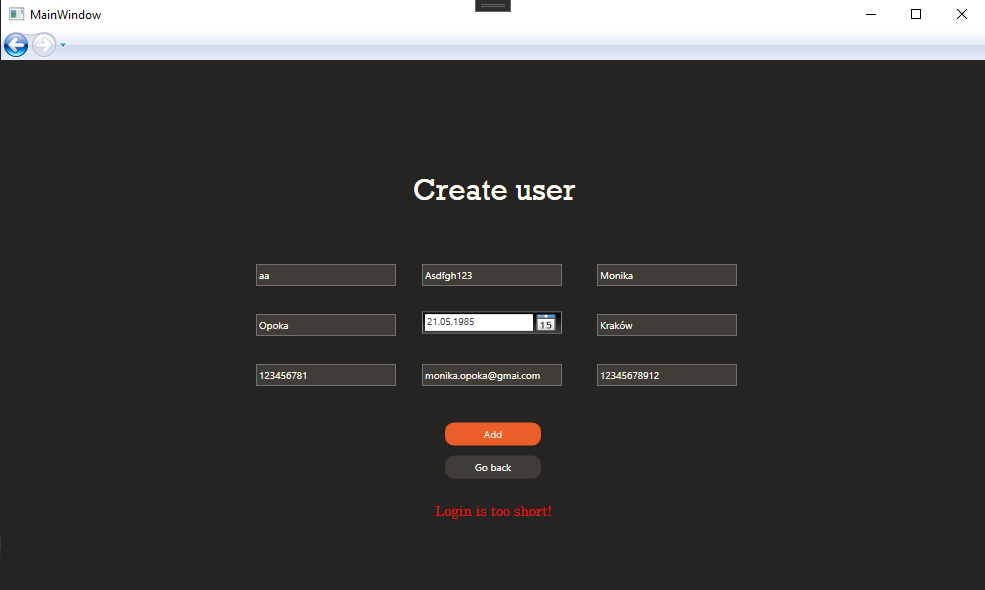 MainWindow
Create user
aa Asdfgh123 Monika
Opoka 21.05.1985 15 Kraków
123456781 monika.opoka@gmai.com 12345678912
Add
Go back
Login is too short!